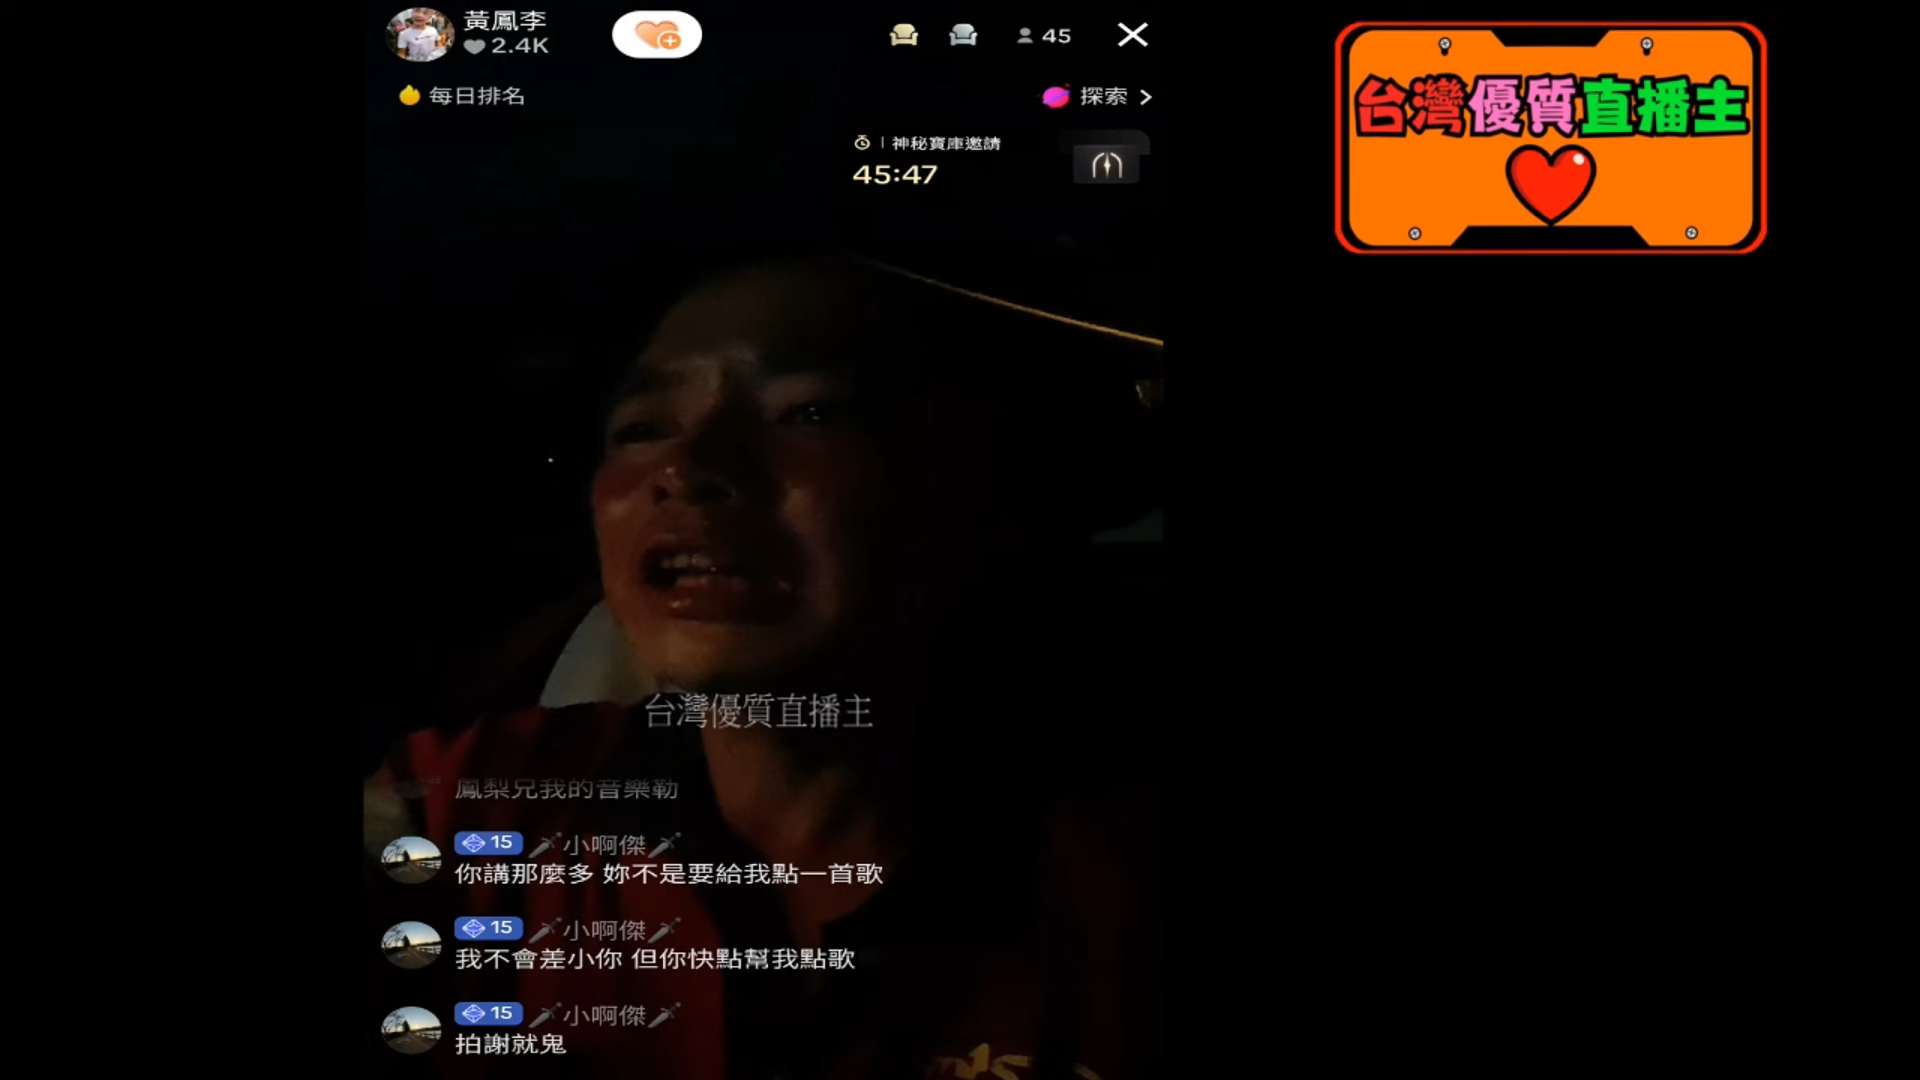 黃鳳李
2.4K
45
每日排名
探索
神秘寶庫邀請
45:47
台灣優質直播主
台灣優質直播主
鳳梨兄我的音樂勒
15 小啊傑
你講那麼多 妳不是要給我點一首歌
15 小啊傑
我不會差小你 但你快點幫我點歌
15 小啊傑
拍謝就鬼